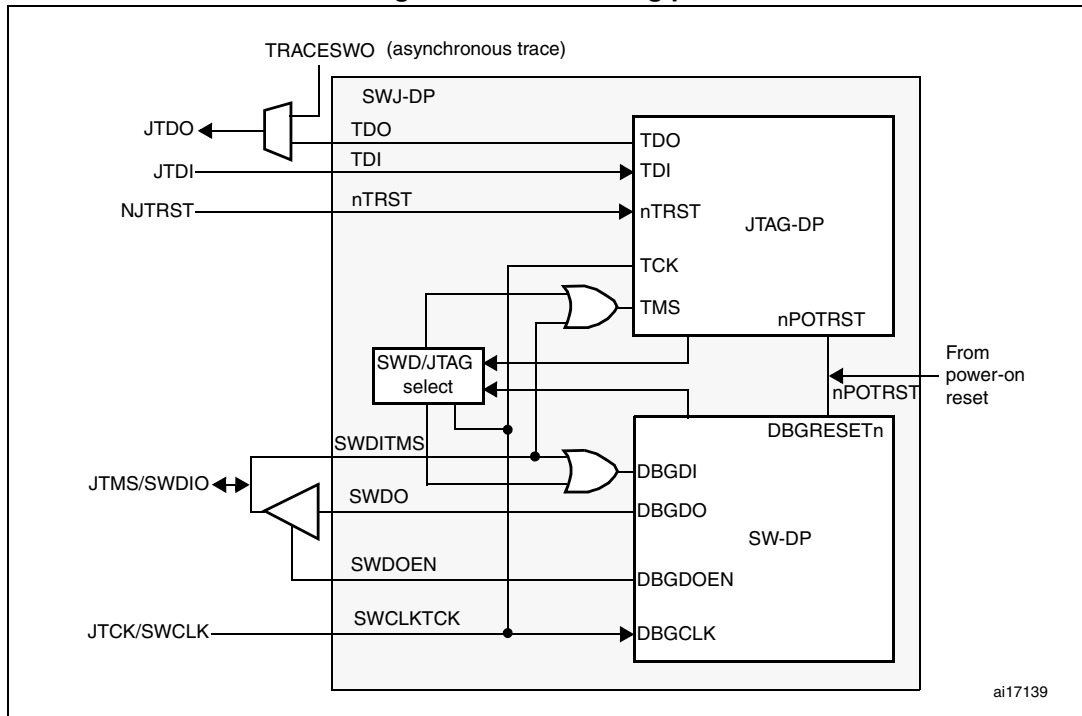 TRACESWO (asynchronous trace)
SWJ-DP
JTDO
TDO
TDO
JTDI
TDI
TDI
NJTRST
nTRST
nTRST
JTAG-DP
TCK
TMS
nPOTRST
SWD/JTAG
select
From
power-on
reset
nPOTRST
DBGRESETn
SWDITMS
DBGDI
JTMS/SWDIO
SWDO
DBGDO
SW-DP
SWDOEN
DBGDOEN
JTCK/SWCLK
SWCLKTCK
DBGCLK
ai17139